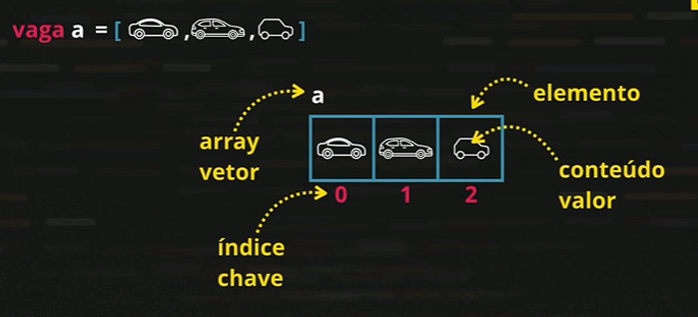 vaga a = [ , , ]
a
elemento
array
vetor
conteúdo
valor
0 1 2
índice
chave